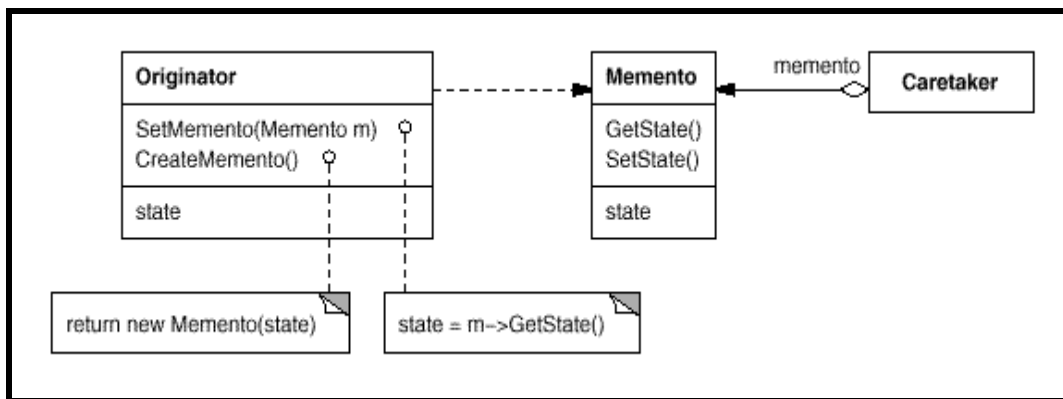 Originator
SetMemento(Memento m)
CreateMemento()
state
Memento
GetState()
SetState()
state
memento
Caretaker
return new Memento(state)
state = m->GetState()